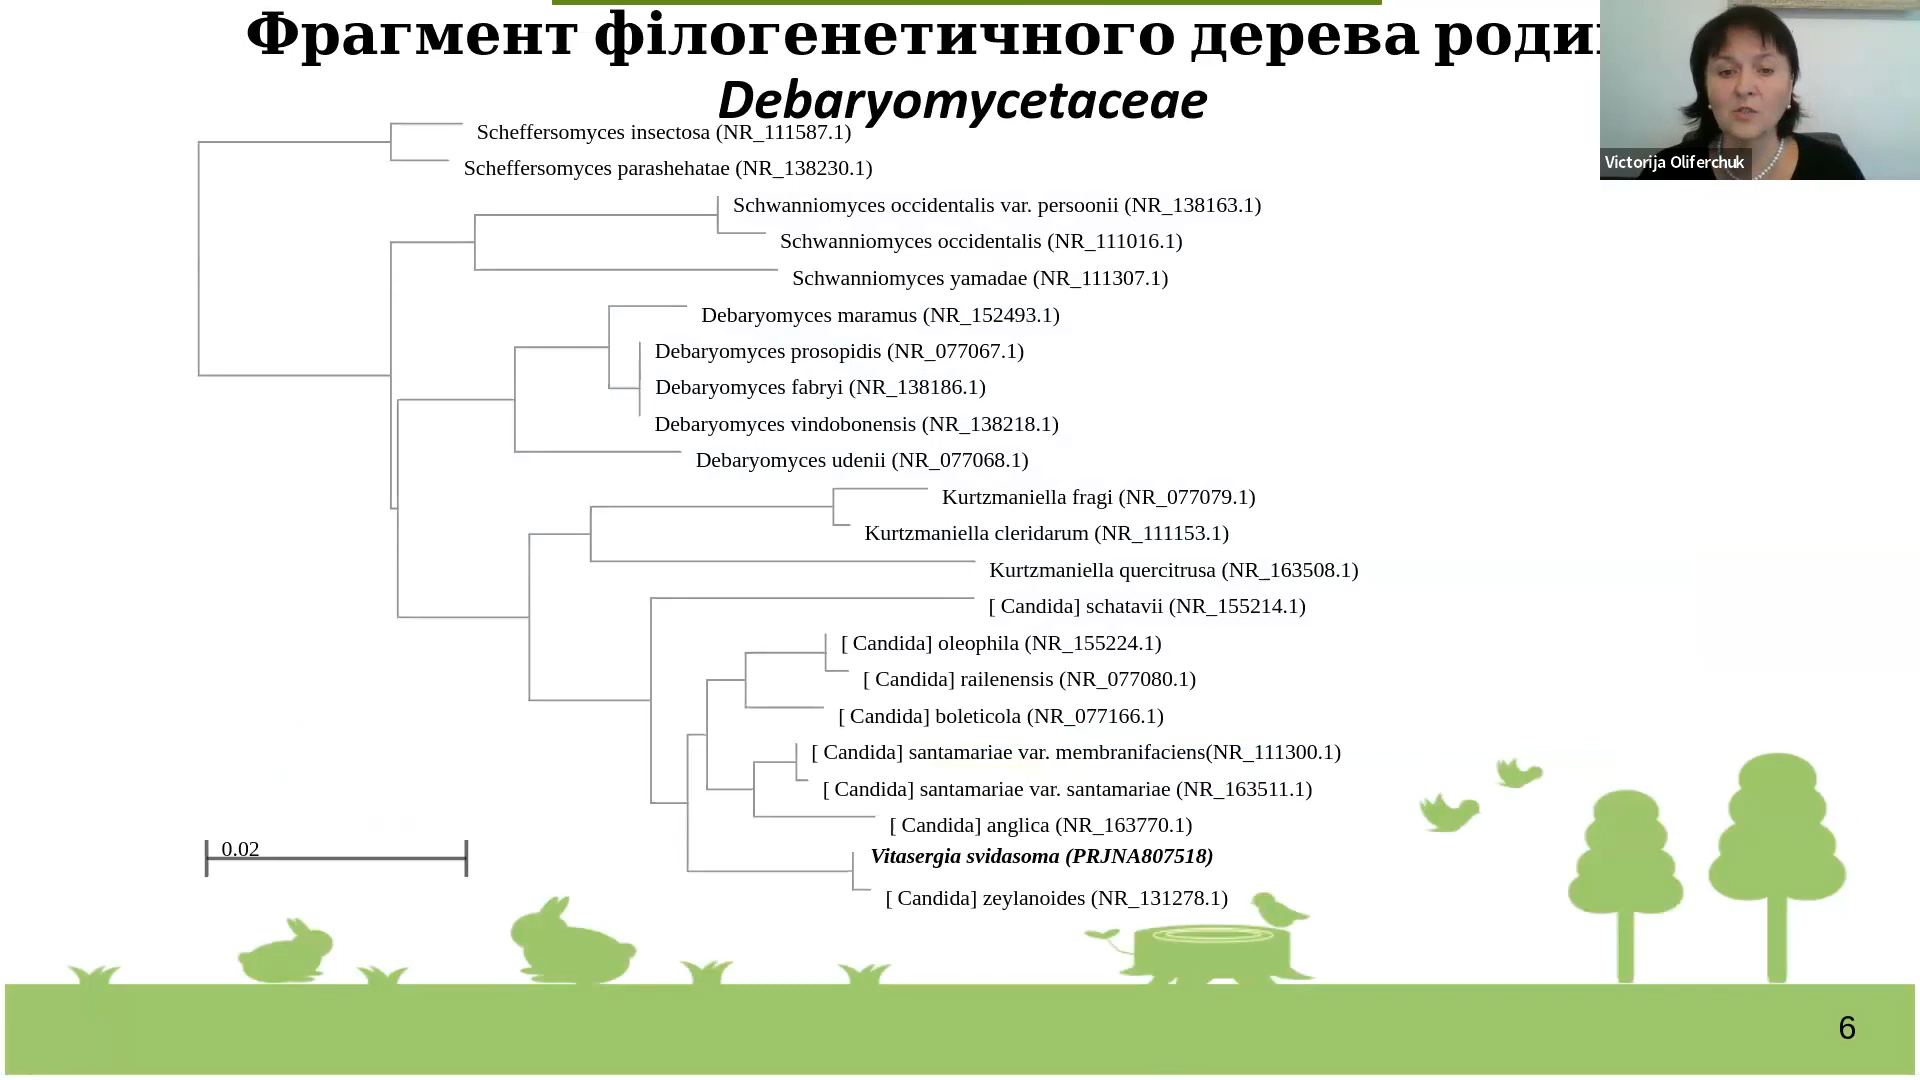 Фрагмент філогенетичного дерева
Debaryomycetaceae
Scheffersomyces insectosa (NR_111587.1)
Scheffersomyces parashehatae (NR_138230.1)
Schwanniomyces occidentalis var. persoonii (NR_138163.1)
Schwanniomyces occidentalis (NR_111016.1)
Schwanniomyces yamadae (NR_111307.1)
Debaryomyces maramus (NR_152493.1)
Debaryomyces prosopidis (NR_077067.1)
Debaryomyces fabryi (NR_138186.1)
Debaryomyces vindobonensis (NR_138218.1)
Debaryomyces udenii (NR_077068.1)
Kurtzmaniella fragi (NR_077079.1)
Kurtzmaniella cleridarum (NR_111153.1)
Kurtzmaniella quercitrusa (NR_163508.1)
[ Candida] schatavii (NR_155214.1)
[ Candida] oleophila (NR_155224.1)
[ Candida] railenensis (NR_077080.1)
[ Candida] boleticola (NR_077166.1)
[ Candida] santamariae var. membranifaciens(NR_111300.1)
[ Candida] santamariae var. santamariae (NR_163511.1)
[ Candida] anglica (NR_163770.1)
Vitasergia svidasoma (PRJNA807518)
[ Candida] zeylanoides (NR_131278.1)
0.02
6
Victorija Oliferchuk